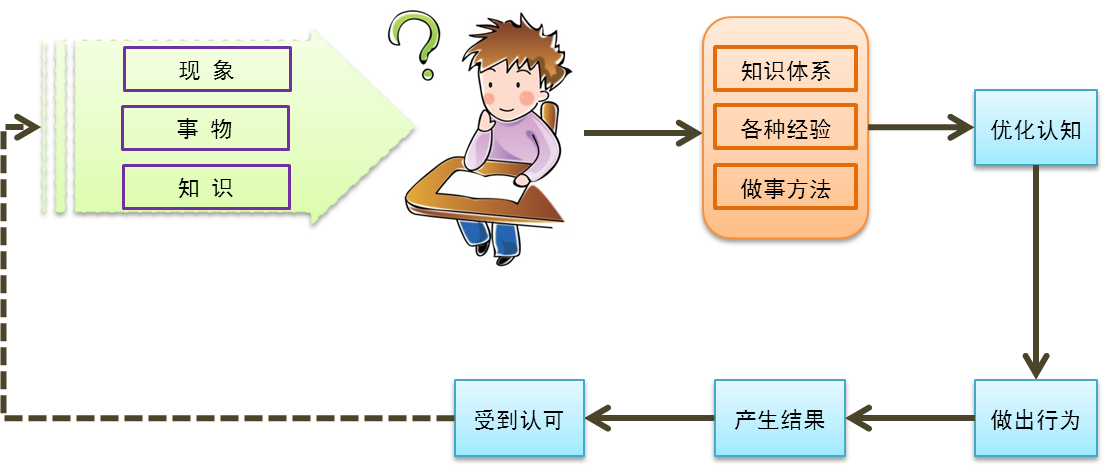 现 象
事 物
知 识
?
知识体系
各种经验
做事方法
优化认知
做出行为
产生结果
受到认可